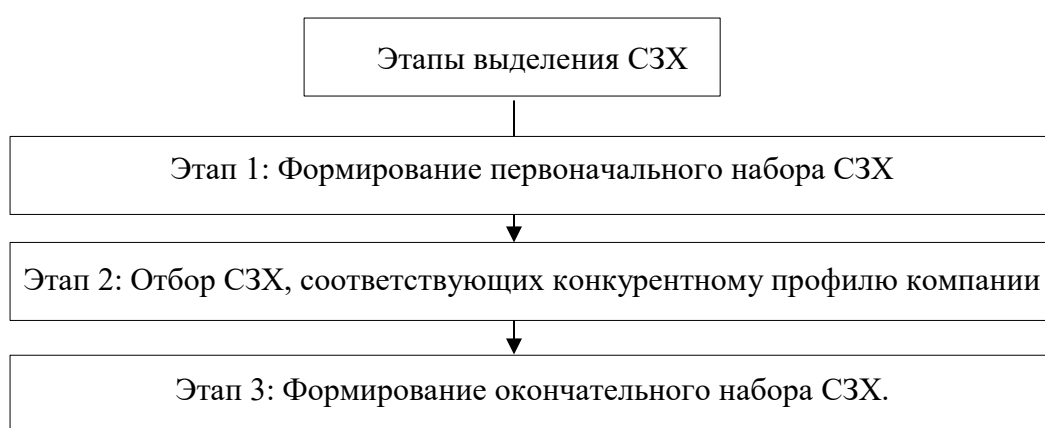 Этапы выделения СЗХ
Этап 1: Формирование первоначального набора СЗХ
Этап 2: Отбор СЗХ, соответствующих конкурентному профилю компании
Этап 3: Формирование окончательного набора СЗХ.